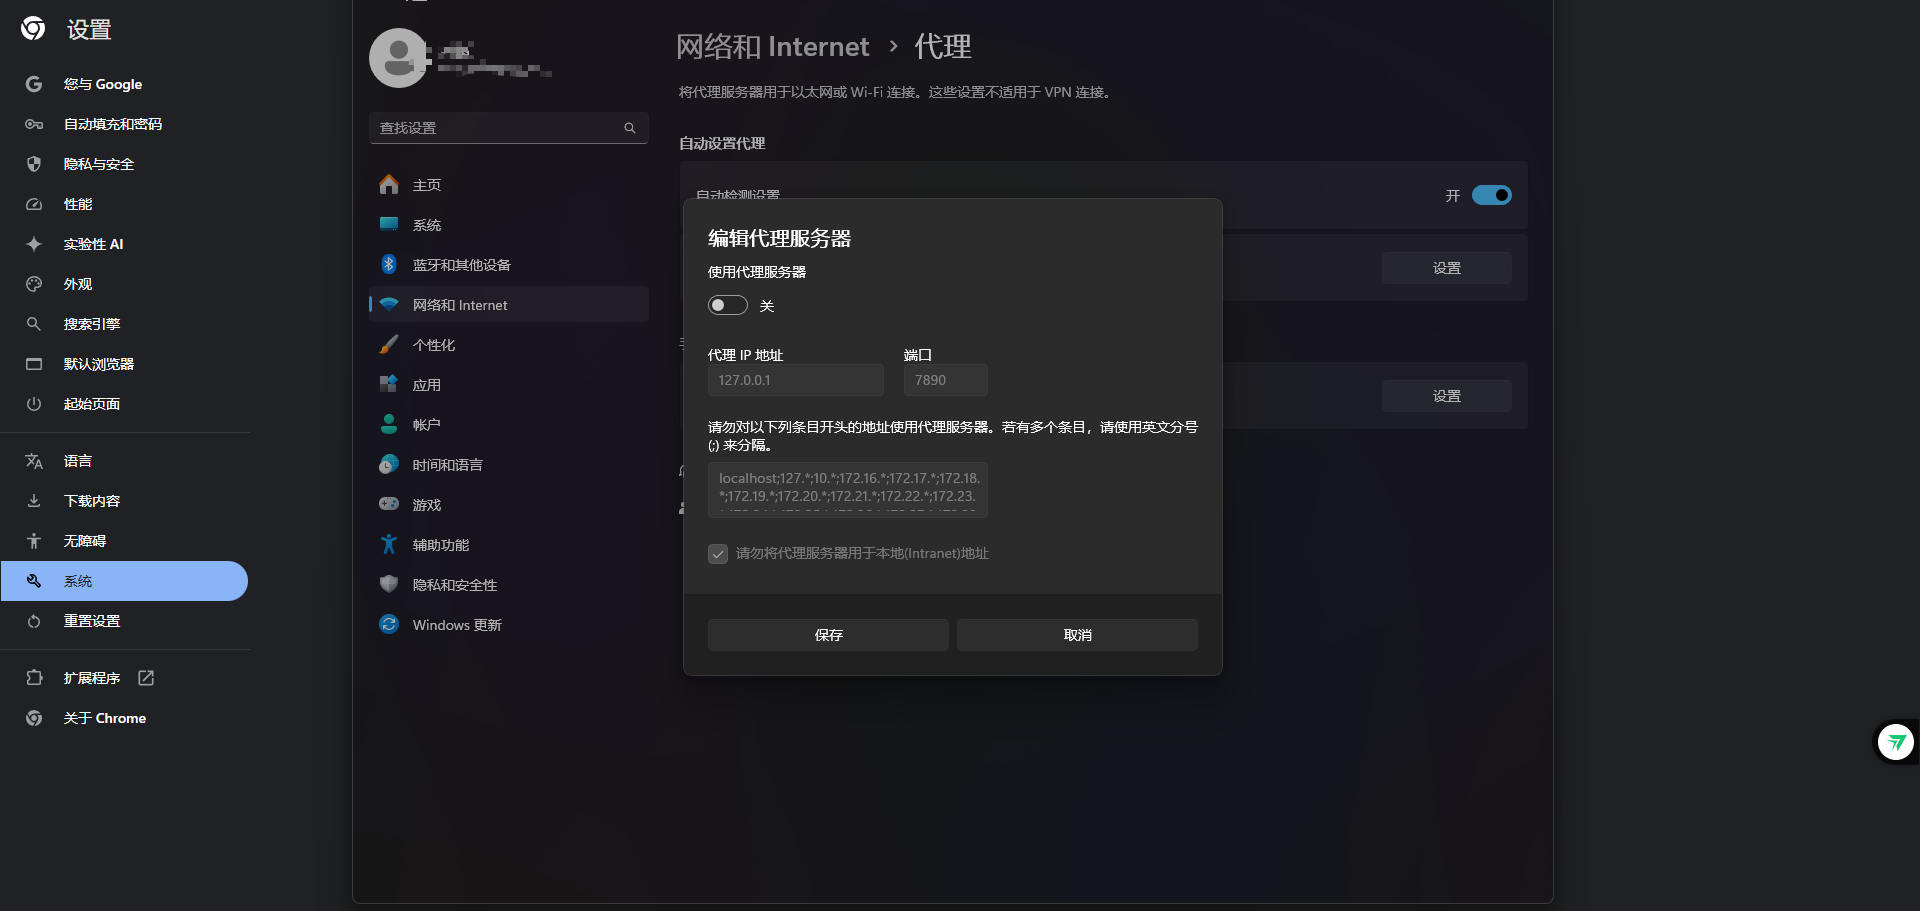 设置
您与 Google
自动填充和密码
隐私与安全
性能
实验性 AI
外观
搜索引擎
默认浏览器
起始页面
语言
下载内容
无障碍
系统
重置设置
扩展程序
关于 Chrome
查找设置
主页
系统
蓝牙和其他设备
网络和 Internet
个性化
应用
帐户
时间和语言
游戏
辅助功能
隐私和安全性
Windows 更新
网络和 Internet › 代理
将代理服务器用于以太网或 Wi-Fi 连接。这些设置不适用于 VPN 连接。
自动设置代理
自动检测设置
开
设置
设置
编辑代理服务器
使用代理服务器
关
代理 IP 地址
端口
127.0.0.1
7890
请勿对以下列条目开头的地址使用代理服务器。若有多个条目，请使用英文分号
(;) 来分隔。
localhost;127.*;10.*;172.16.*;172.17.*;172.18.
*;172.19.*;172.20.*;172.21.*;172.22.*;172.23.
请勿将代理服务器用于本地(Intranet)地址
保存
取消